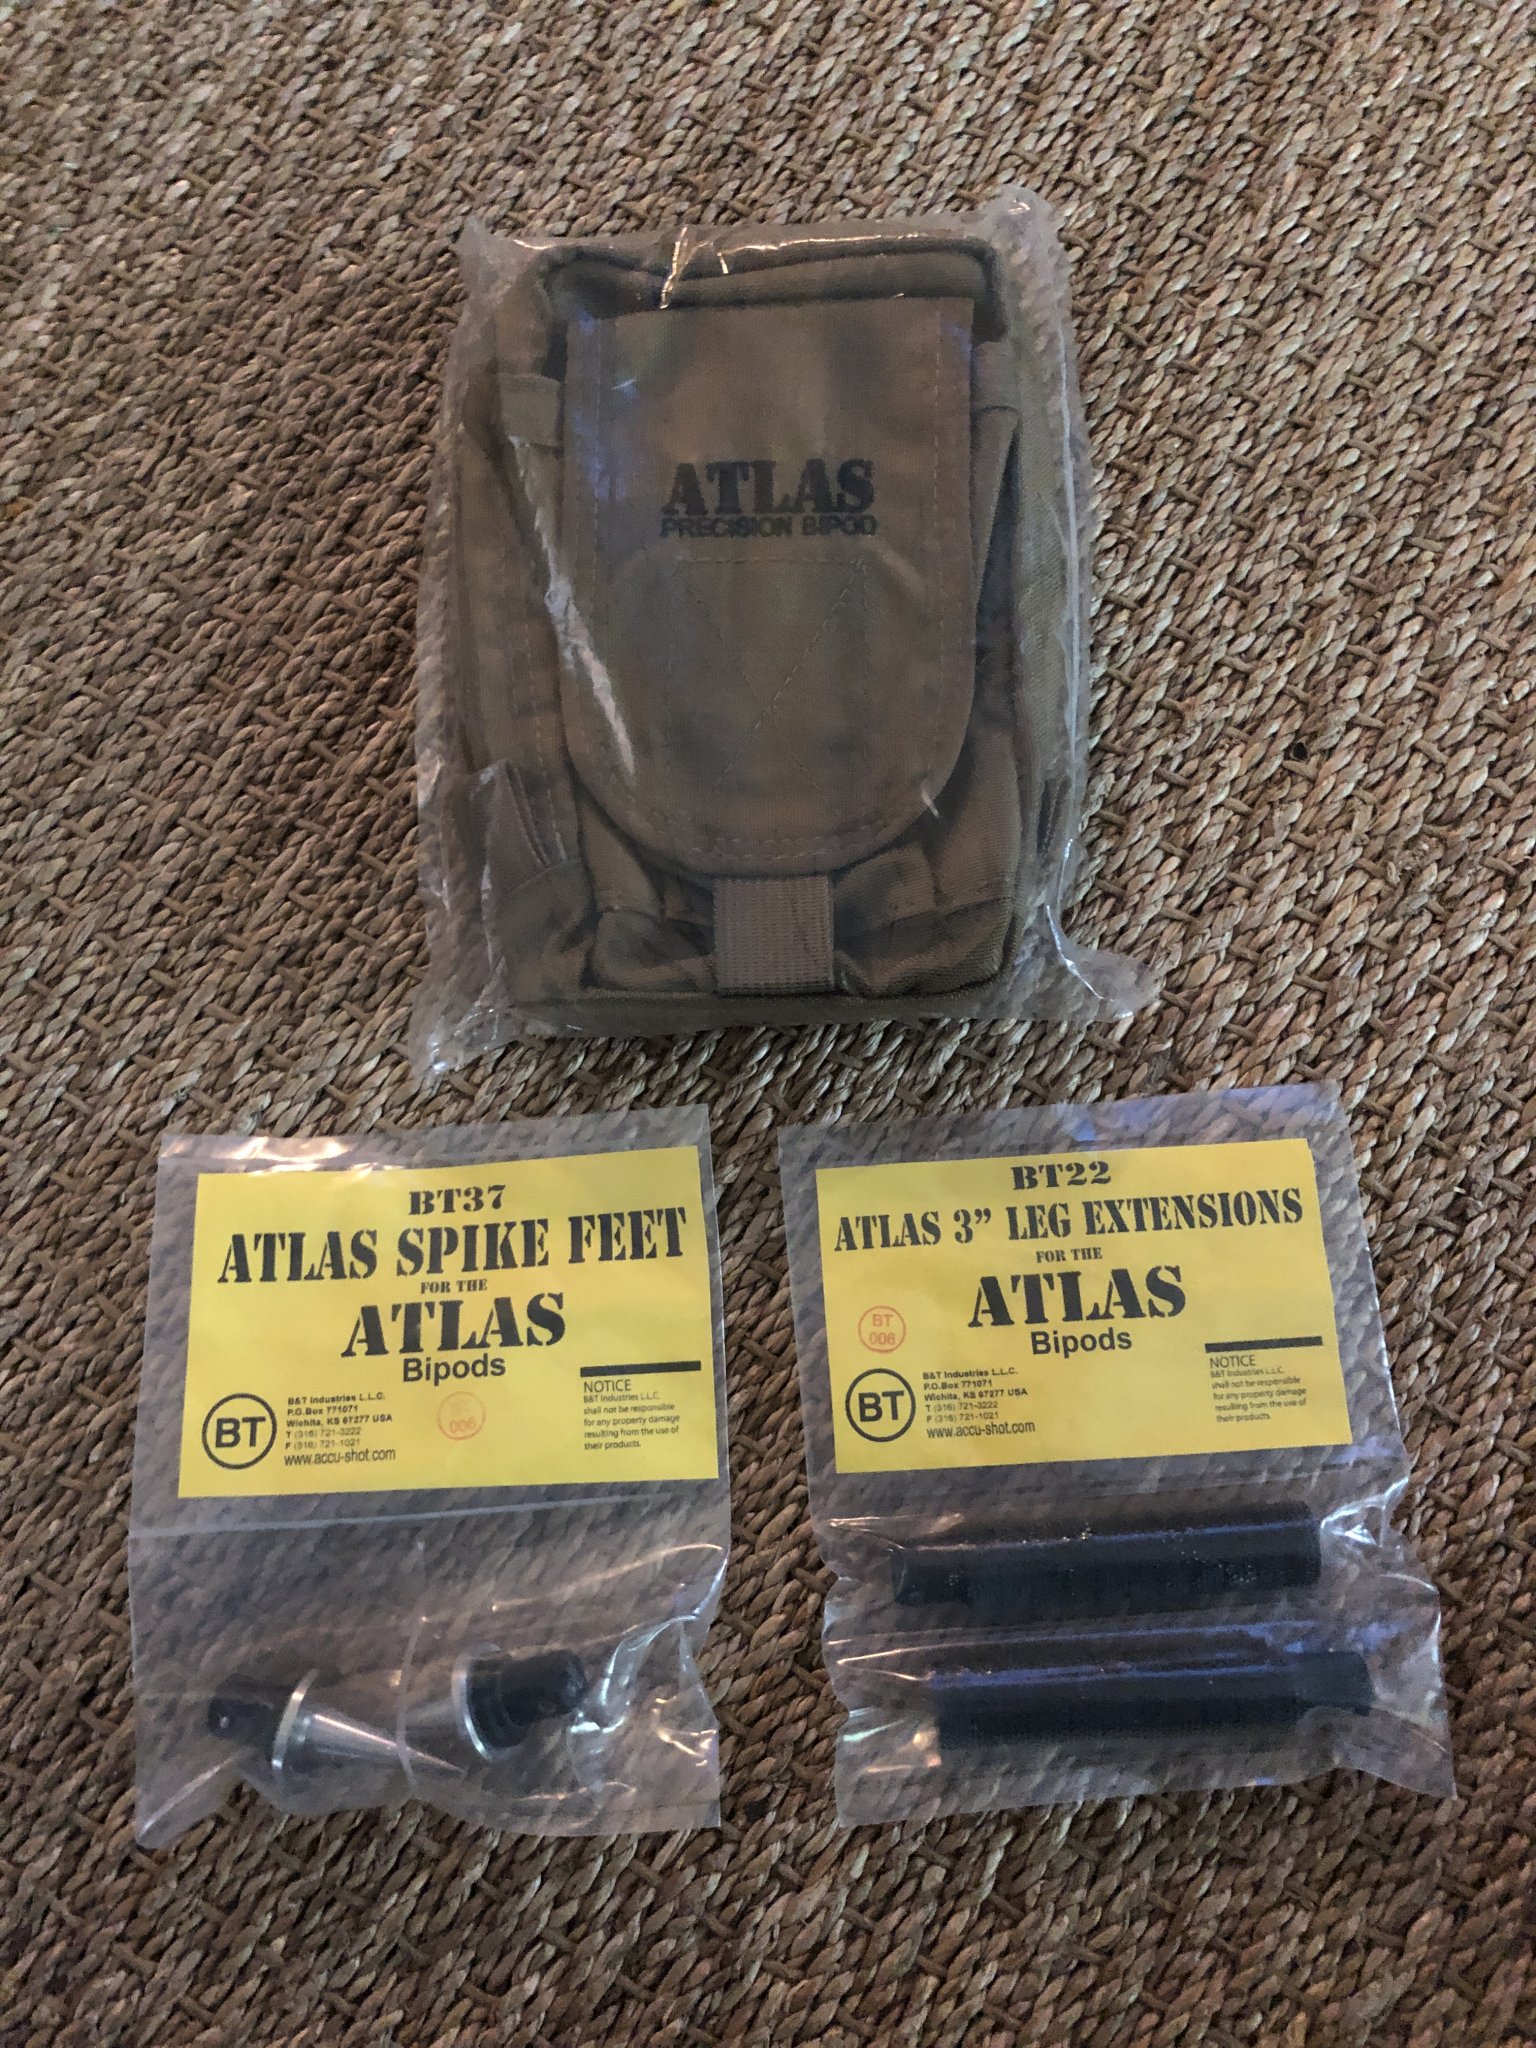 ATLAS
PRECISION BIPOD
BT37
ATLAS SPIKE FEET
FOR THE
ATLAS
Bipods
BT
B&T Industries L.L.C.
P.O.Box 771071
Wichita, KS 67277 USA
T (316) 721-3222
F (316) 721-1021
www.accu-shot.com
BT
006
NOTICE
B&T Industries L.L.C.
shall not be responsible
for any property damage
resulting from the use of
their products.
BT22
ATLAS 3” LEG EXTENSIONS
FOR THE
ATLAS
Bipods
BT
006
BT
B&T Industries L.L.C.
P.O.Box 771071
Wichita, KS 67277 USA
T (316) 721-3222
F (316) 721-1021
www.accu-shot.com
NOTICE
B&T Industries L.L.C.
shall not be responsible
for any property damage
resulting from the use of
their products.